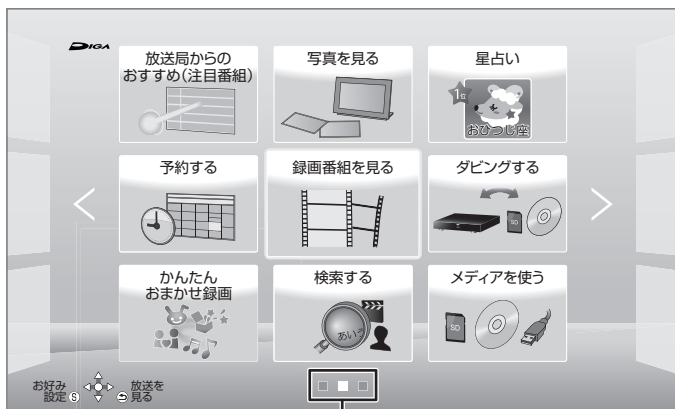 DIGA
放送局からの
おすすめ(注目番組)
写真を見る
星占い
1位
おひつじ座
予約する
録画番組を見る
ダビングする
SD
かんたん
おまかせ録画
検索する
あいう
メディアを使う
SD
お好み
設定 S
放送を
見る